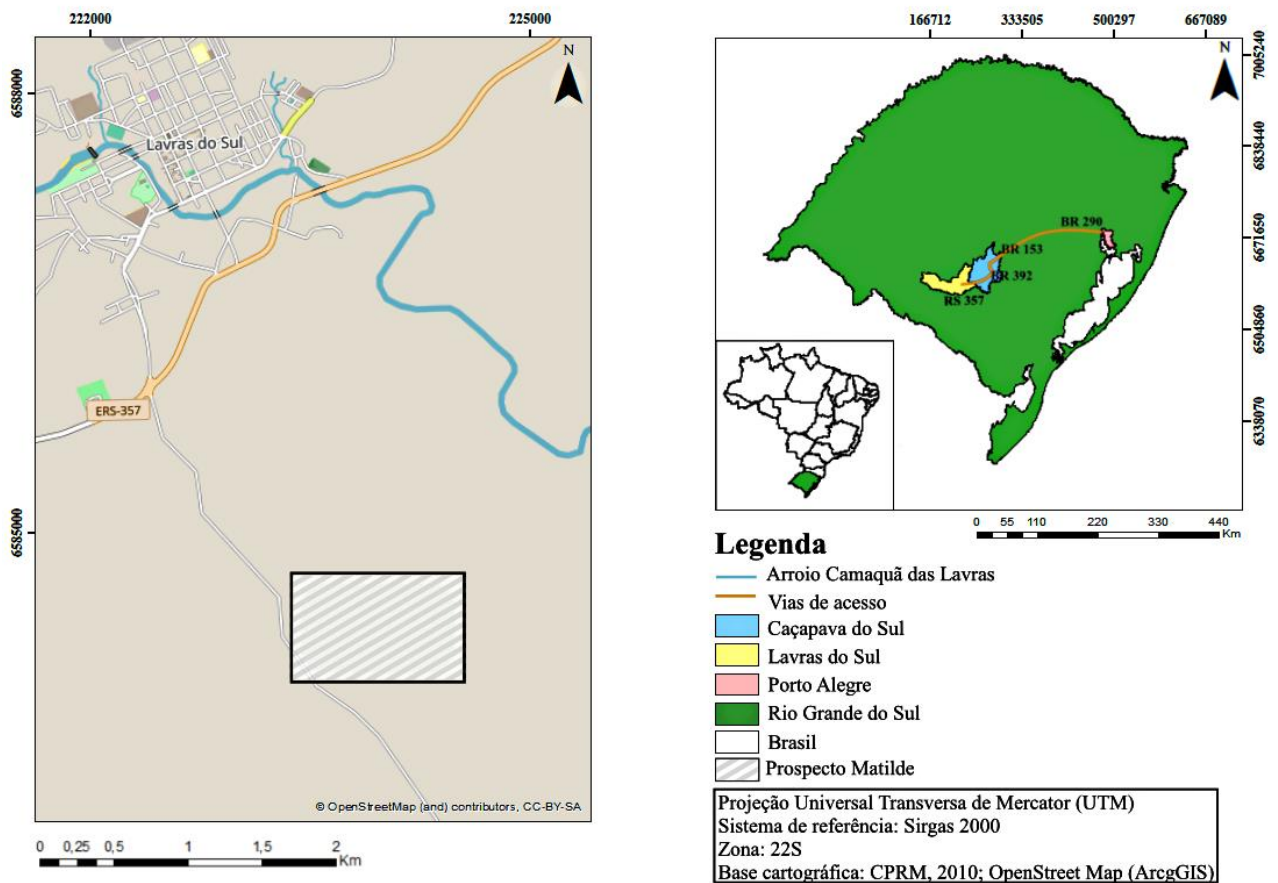 222000
225000
6588000
6585000
N
Lavras do Sul
ERS-357
© OpenStreetMap (and) contributors, CC-BY-SA
0 0,25 0,5 1 1,5 2
Km
166712 333505 500297 667089
7005240
6838440
6671650
6504860
6338070
N
BR 290
BR 153
BR 392
RS 357
0 55 110 220 330 440
Km
Legenda
Arroio Camaquã das Lavras
Vias de acesso
Caçapava do Sul
Lavras do Sul
Porto Alegre
Rio Grande do Sul
Brasil
Prospecto Matilde
Projeção Universal Transversa de Mercator (UTM)
Sistema de referência: Sirgas 2000
Zona: 22S
Base cartográfica: CPRM, 2010; OpenStreet Map (ArcgGIS)